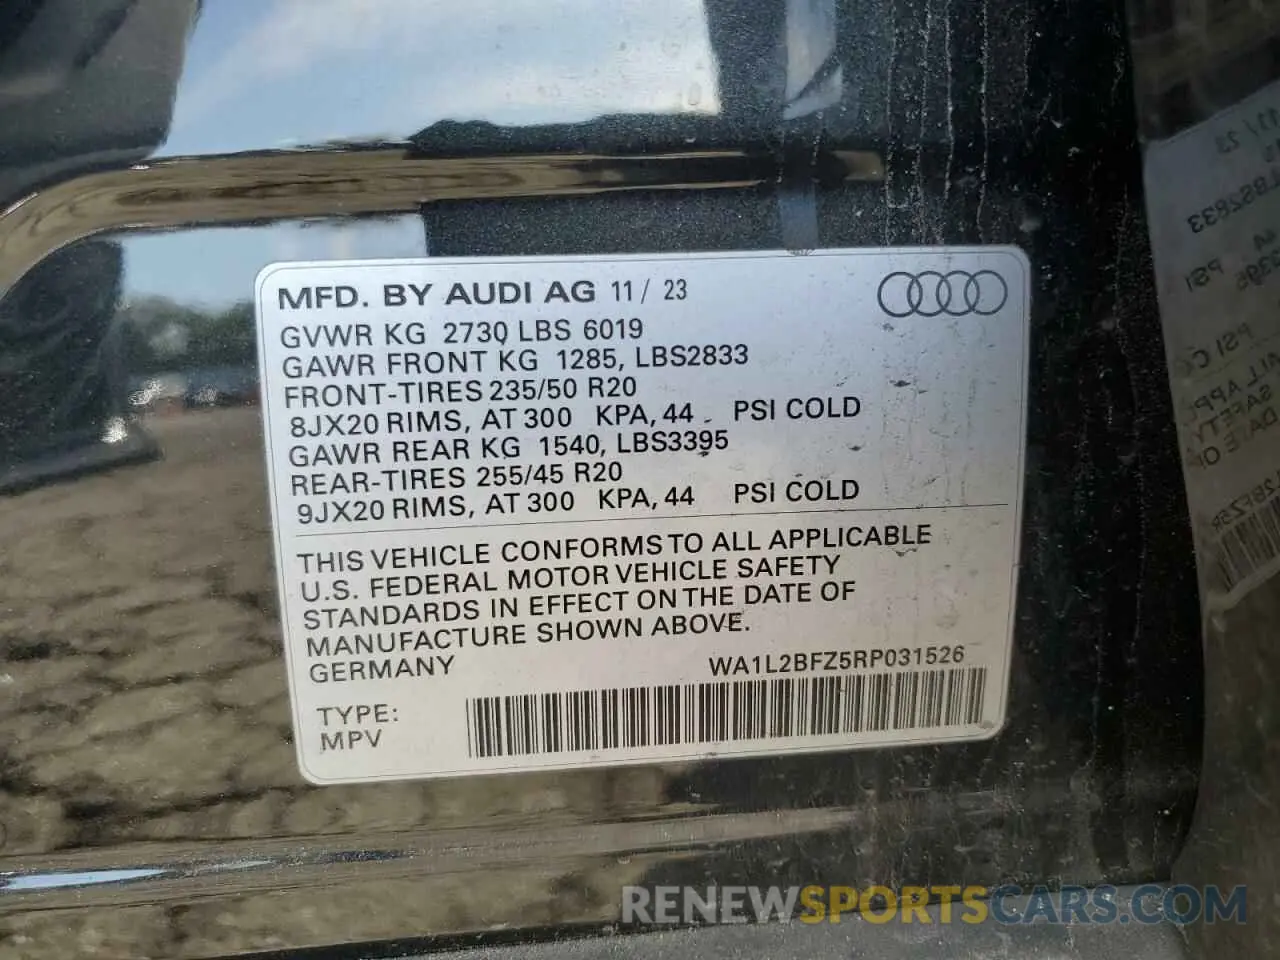 MFD. BY AUDI AG 11 / 23
GVWR KG 2730 LBS 6019
GAWR FRONT KG 1285, LBS2833
FRONT-TIRES 235/50 R20
8JX20 RIMS, AT 300 KPA, 44 PSI COLD
GAWR REAR KG 1540, LBS3395
REAR-TIRES 255/45 R20
9JX20 RIMS, AT 300 KPA, 44 PSI COLD
THIS VEHICLE CONFORMS TO ALL APPLICABLE
U.S. FEDERAL MOTOR VEHICLE SAFETY
STANDARDS IN EFFECT ON THE DATE OF
MANUFACTURE SHOWN ABOVE.
GERMANY WA1L2BFZ5RP031526
TYPE:
MPV
RENEWSPORTSCARS.COM